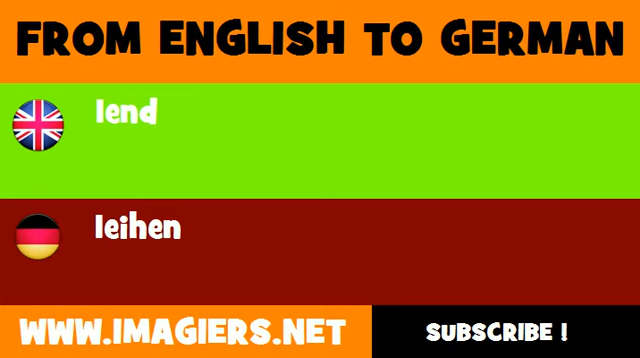 FROM ENGLISH TO GERMAN
lend
leihen
WWW.IMAGIERS.NET
SUBSCRIBE !